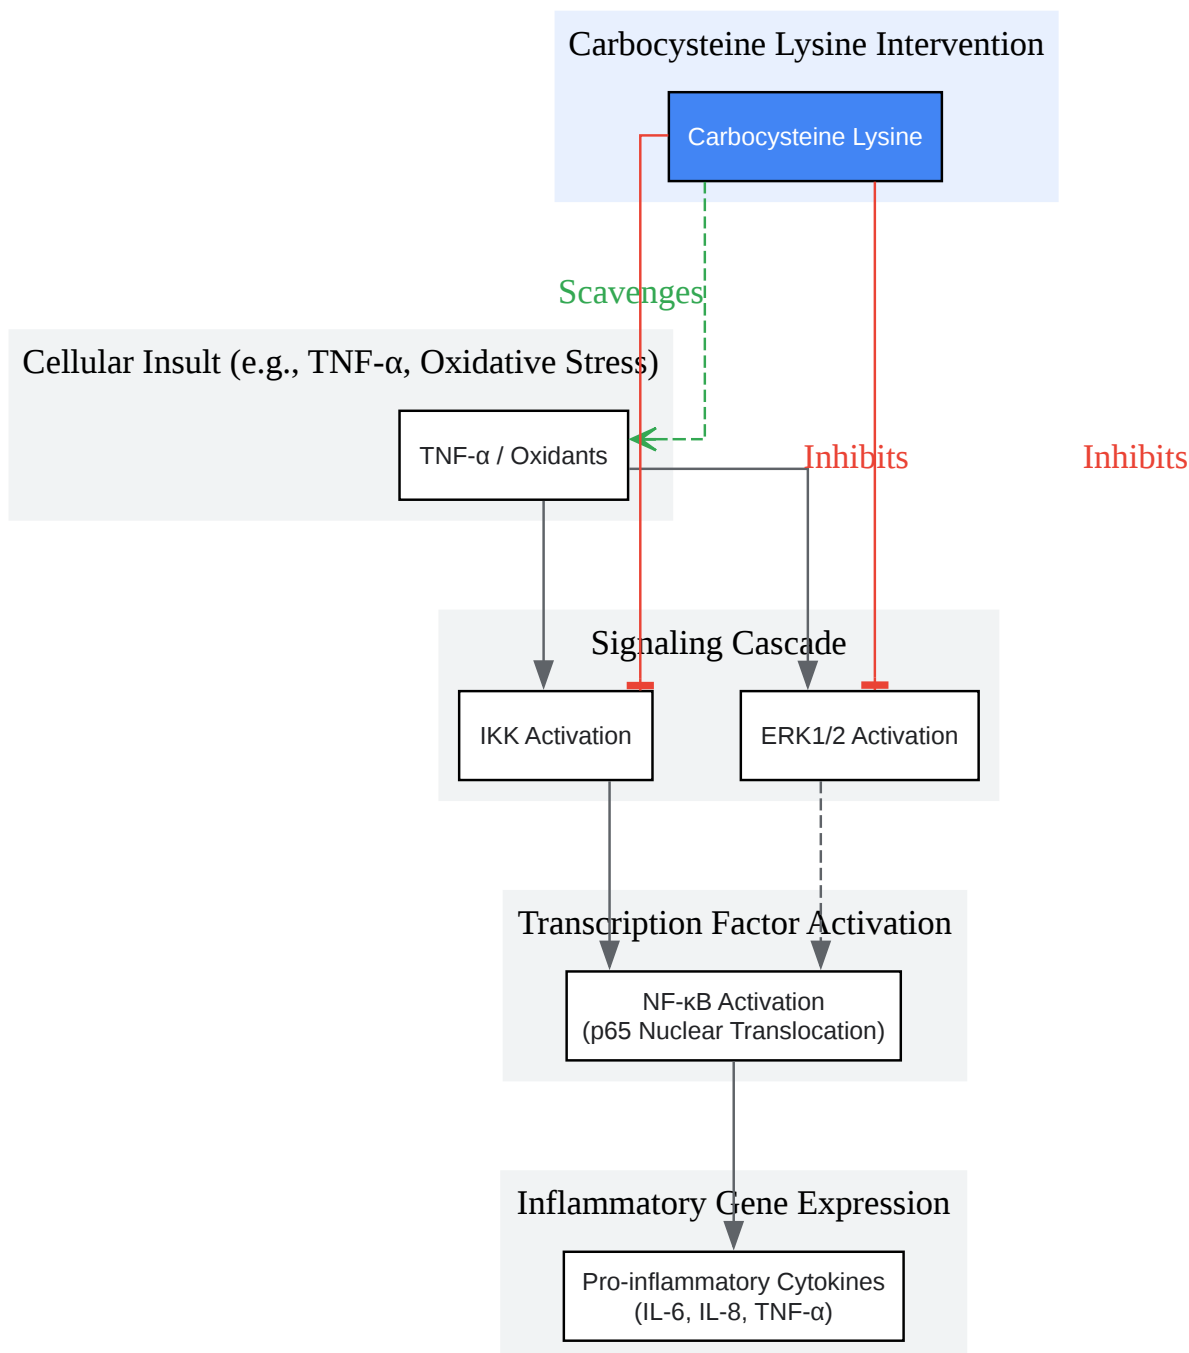 Carbocysteine Lysine Intervention
Carbocysteine Lysine
Scavenges
Cellular Insult (e.g., TNF-α, Oxidative Stress)
TNF-α / Oxidants
Inhibits
Inhibits
Signaling Cascade
IKK Activation
ERK1/2 Activation
Transcription Factor Activation
NF-κB Activation
(p65 Nuclear Translocation)
Inflammatory Gene Expression
Pro-inflammatory Cytokines
(IL-6, IL-8, TNF-α)